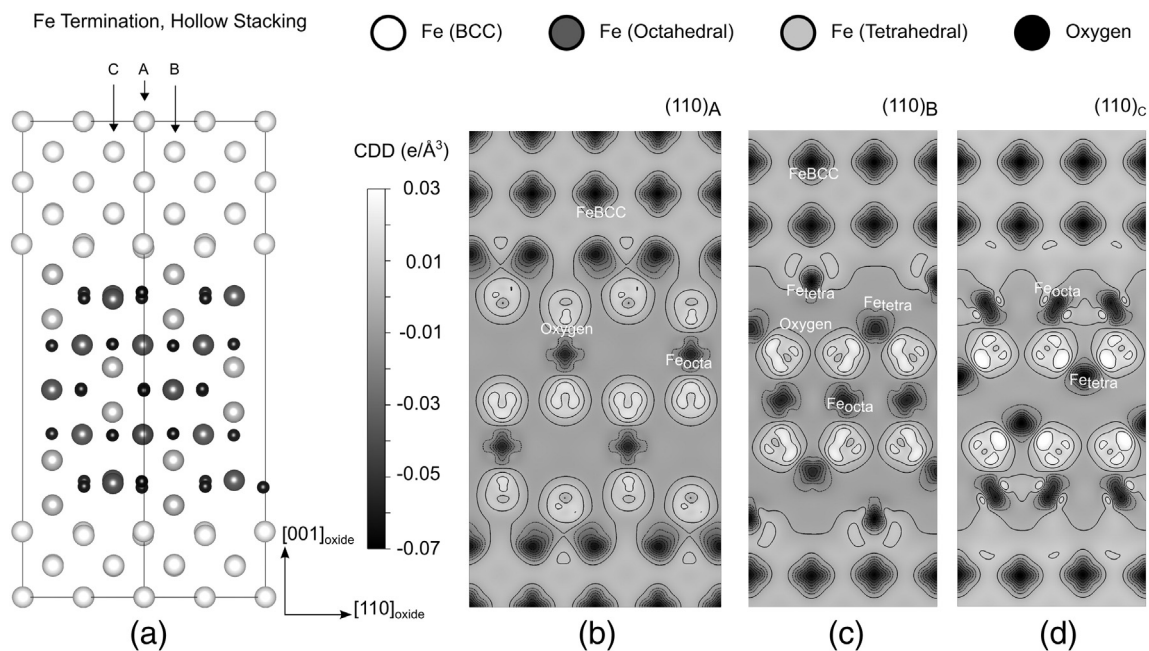 Fe Termination, Hollow Stacking
Fe (BCC)
Fe (Octahedral)
Fe (Tetrahedral)
Oxygen
C
A
B
CDD (e/Å³)
0.03
0.01
-0.01
-0.03
-0.05
-0.07
[001]oxide
[110]oxide
(a)
(110)A
FeBCC
Oxygen
Feocta
(b)
(110)B
FeBCC
Fetetra
Fetetra
Oxygen
Feocta
(c)
(110)C
Feocta
Fetetra
(d)